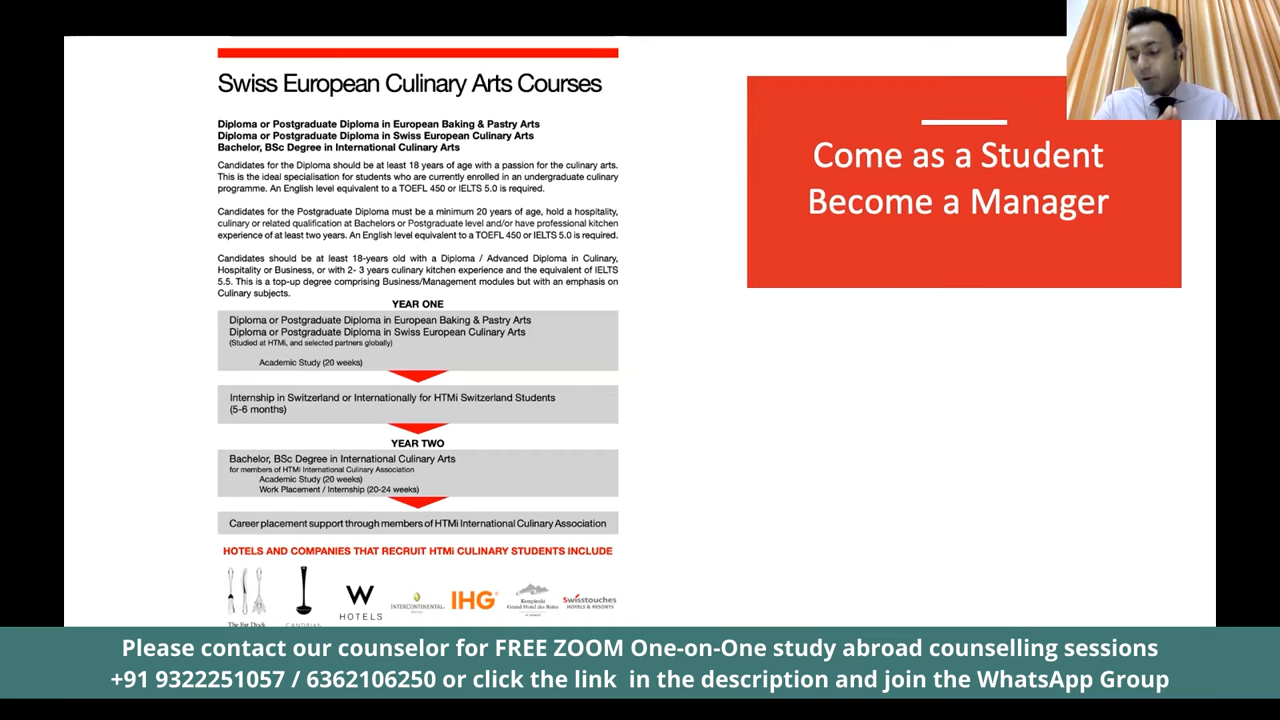 Swiss European Culinary Arts Courses
Diploma or Postgraduate Diploma in European Baking & Pastry Arts
Diploma or Postgraduate Diploma in Swiss European Culinary Arts
Bachelor, BSc Degree in International Culinary Arts
Candidates for the Diploma should be at least 18 years of age with a passion for the culinary arts.
This is the ideal specialisation for students who are currently enrolled in an undergraduate culinary
programme. An English level equivalent to a TOEFL 450 or IELTS 5.0 is required.
Candidates for the Postgraduate Diploma must be a minimum 20 years of age, hold a hospitality,
culinary or related qualification at Bachelors or Postgraduate level and/or have professional kitchen
experience of at least two years. An English level equivalent to a TOEFL 450 or IELTS 5.0 is required.
Candidates should be at least 18-years old with a Diploma / Advanced Diploma in Culinary,
Hospitality or Business, or with 2- 3 years culinary kitchen experience and the equivalent of IELTS
5.5. This is a top-up degree comprising Business/Management modules but with an emphasis on
Culinary subjects.
YEAR ONE
Diploma or Postgraduate Diploma in European Baking & Pastry Arts
Diploma or Postgraduate Diploma in Swiss European Culinary Arts
(Studied at HTMi, and selected partners globally)
Academic Study (20 weeks)
Internship in Switzerland or Internationally for HTMi Switzerland Students
(5-6 months)
YEAR TWO
Bachelor, BSc Degree in International Culinary Arts
for members of HTMi International Culinary Association
Academic Study (20 weeks)
Work Placement / Internship (20-24 weeks)
Career placement support through members of HTMi International Culinary Association
HOTELS AND COMPANIES THAT RECRUIT HTMi CULINARY STUDENTS INCLUDE
The Fat Duck
W
HOTELS
INTERCONTINENTAL
IHG
Kempinski
Grand Hotel des Bains
Swisstouches
HOTELS & RESORTS
Come as a Student
Become a Manager
Please contact our counselor for FREE ZOOM One-on-One study abroad counselling sessions
+91 9322251057 / 6362106250 or click the link in the description and join the WhatsApp Group